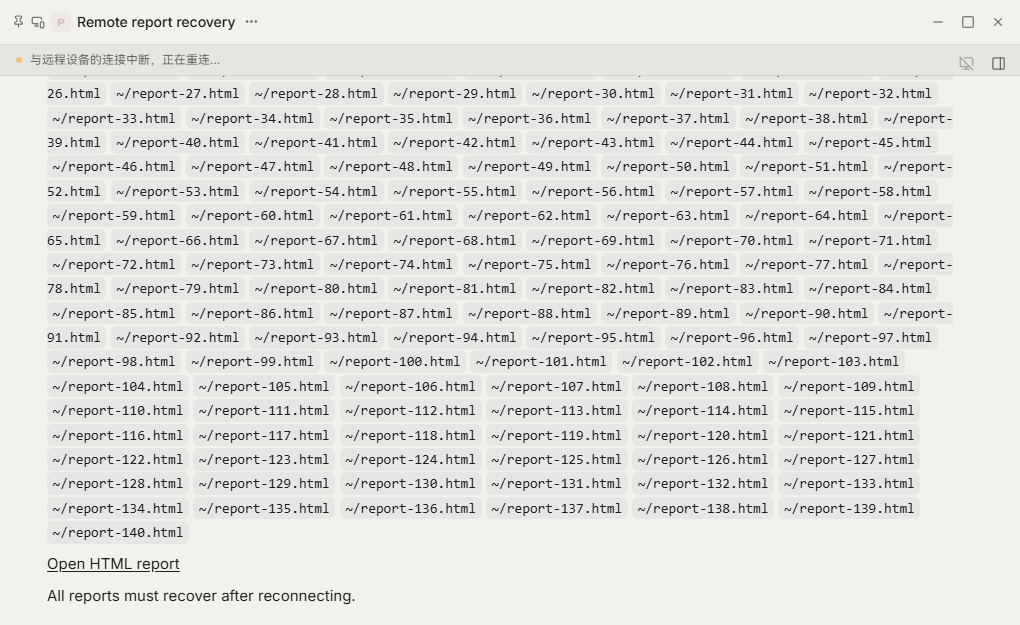 P Remote report recovery ···
与远程设备的连接中断，正在重连...
26.html ~/report-27.html ~/report-28.html ~/report-29.html ~/report-30.html ~/report-31.html ~/report-32.html
~/report-33.html ~/report-34.html ~/report-35.html ~/report-36.html ~/report-37.html ~/report-38.html ~/report-
39.html ~/report-40.html ~/report-41.html ~/report-42.html ~/report-43.html ~/report-44.html ~/report-45.html
~/report-46.html ~/report-47.html ~/report-48.html ~/report-49.html ~/report-50.html ~/report-51.html ~/report-
52.html ~/report-53.html ~/report-54.html ~/report-55.html ~/report-56.html ~/report-57.html ~/report-58.html
~/report-59.html ~/report-60.html ~/report-61.html ~/report-62.html ~/report-63.html ~/report-64.html ~/report-
65.html ~/report-66.html ~/report-67.html ~/report-68.html ~/report-69.html ~/report-70.html ~/report-71.html
~/report-72.html ~/report-73.html ~/report-74.html ~/report-75.html ~/report-76.html ~/report-77.html ~/report-
78.html ~/report-79.html ~/report-80.html ~/report-81.html ~/report-82.html ~/report-83.html ~/report-84.html
~/report-85.html ~/report-86.html ~/report-87.html ~/report-88.html ~/report-89.html ~/report-90.html ~/report-
91.html ~/report-92.html ~/report-93.html ~/report-94.html ~/report-95.html ~/report-96.html ~/report-97.html
~/report-98.html ~/report-99.html ~/report-100.html ~/report-101.html ~/report-102.html ~/report-103.html
~/report-104.html ~/report-105.html ~/report-106.html ~/report-107.html ~/report-108.html ~/report-109.html
~/report-110.html ~/report-111.html ~/report-112.html ~/report-113.html ~/report-114.html ~/report-115.html
~/report-116.html ~/report-117.html ~/report-118.html ~/report-119.html ~/report-120.html ~/report-121.html
~/report-122.html ~/report-123.html ~/report-124.html ~/report-125.html ~/report-126.html ~/report-127.html
~/report-128.html ~/report-129.html ~/report-130.html ~/report-131.html ~/report-132.html ~/report-133.html
~/report-134.html ~/report-135.html ~/report-136.html ~/report-137.html ~/report-138.html ~/report-139.html
~/report-140.html
Open HTML report
All reports must recover after reconnecting.